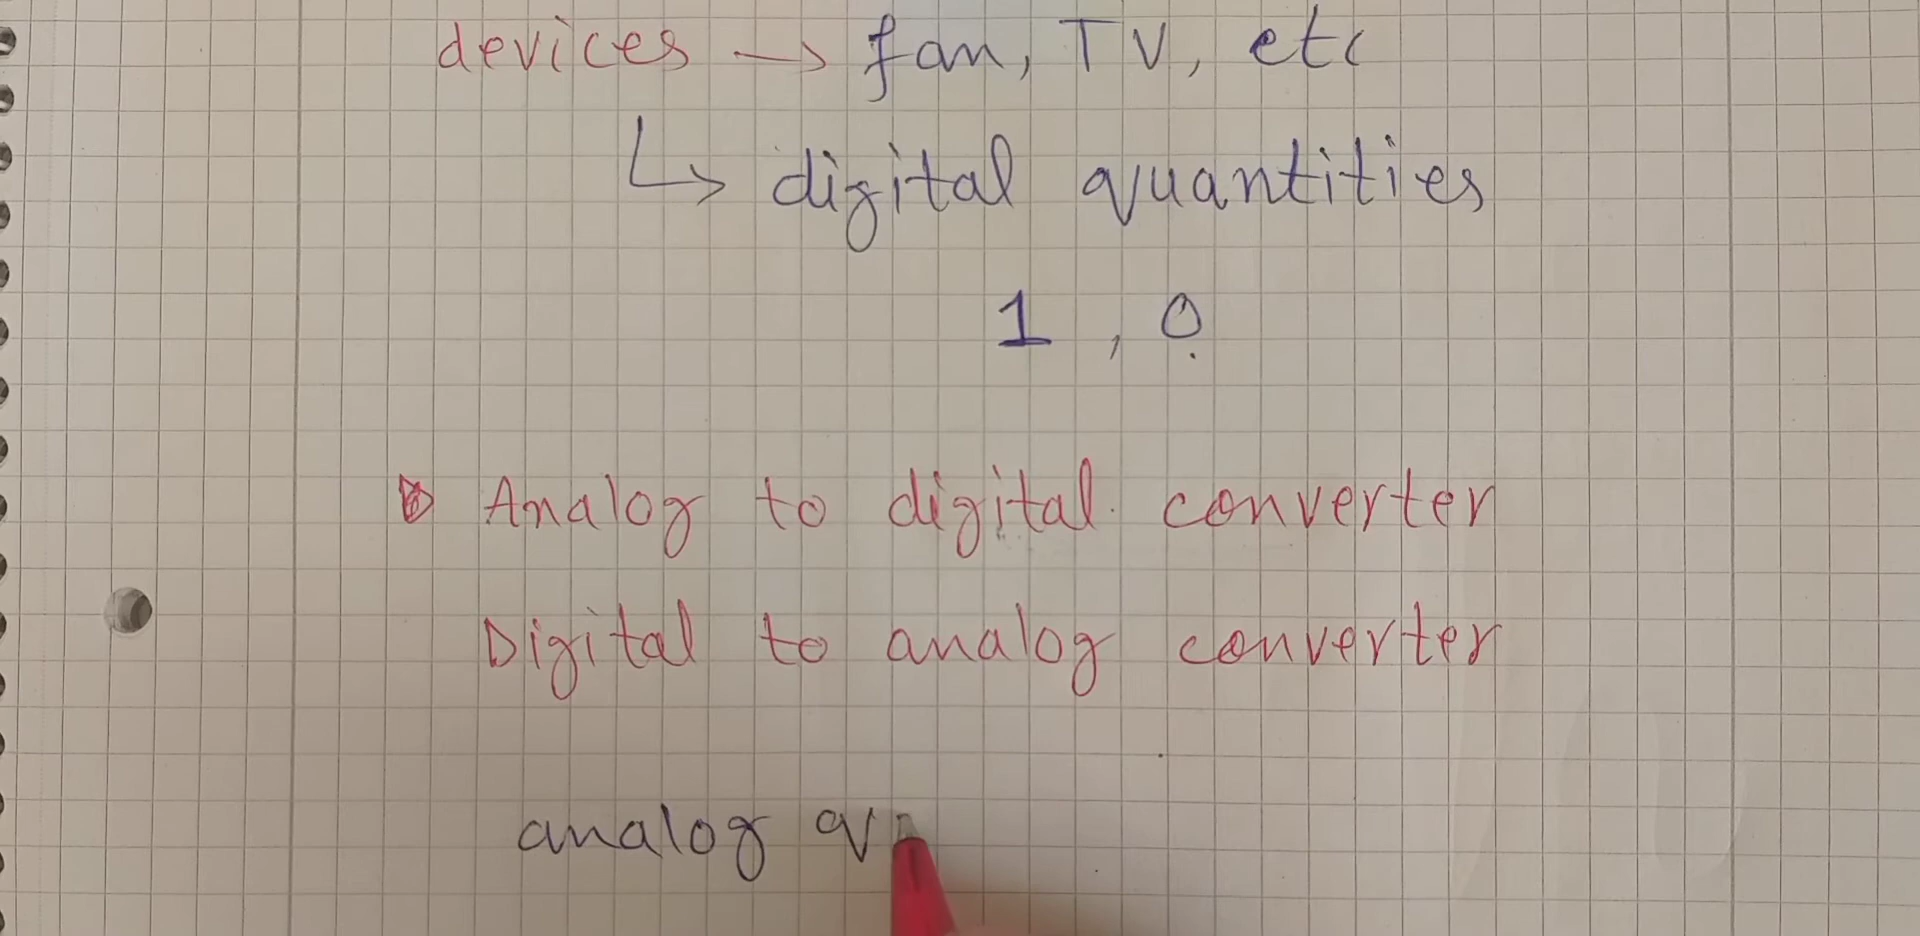 devices → fan, TV, etc
↳ digital quantities
1 , 0
Analog to digital converter
Digital to analog converter
analog q